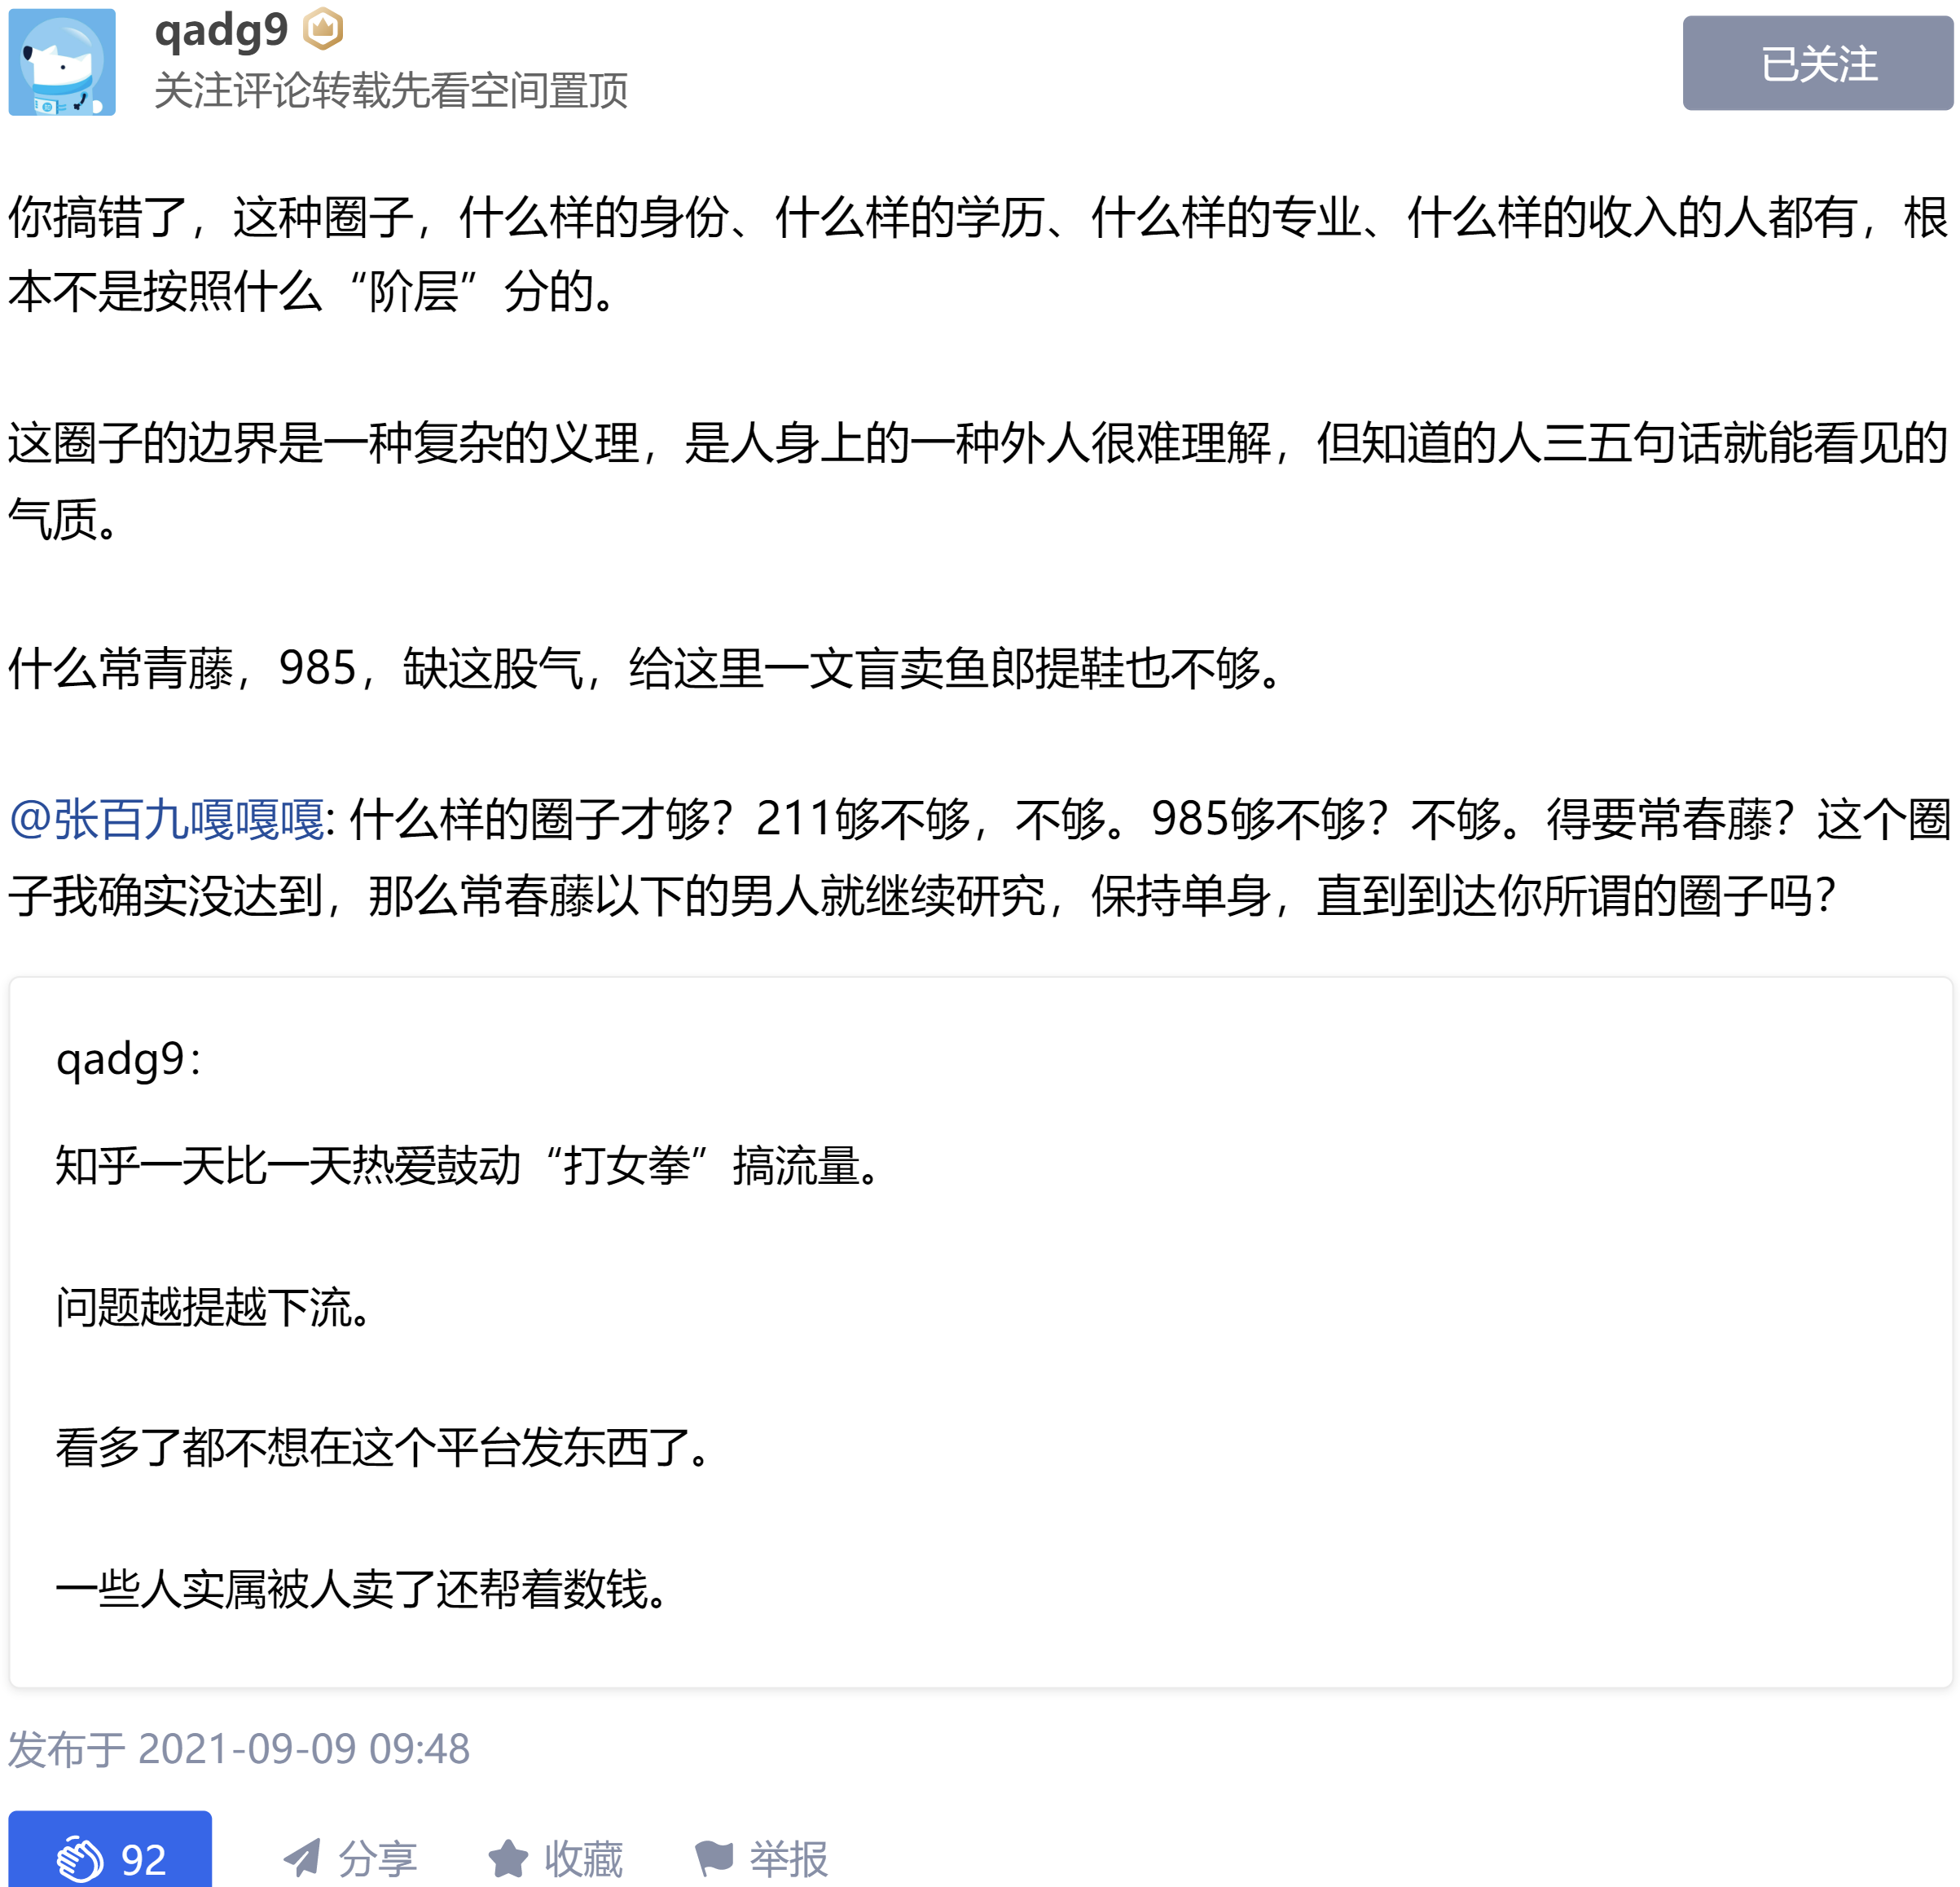 qadg9
关注评论转载先看空间置顶
已关注
你搞错了，这种圈子，什么样的身份、什么样的学历、什么样的专业、什么样的收入的人都有，根
本不是按照什么“阶层”分的。
这圈子的边界是一种复杂的义理，是人身上的一种外人很难理解，但知道的人三五句话就能看见的
气质。
什么常青藤，985，缺这股气，给这里一文盲卖鱼郎提鞋也不够。
@张百九嘎嘎嘎: 什么样的圈子才够？211够不够，不够。985够不够？不够。得要常春藤？这个圈
子我确实没达到，那么常春藤以下的男人就继续研究，保持单身，直到到达你所谓的圈子吗？
qadg9：
知乎一天比一天热爱鼓动“打女拳”搞流量。
问题越提越下流。
看多了都不想在这个平台发东西了。
一些人实属被人卖了还帮着数钱。
发布于 2021-09-09 09:48
92 分享 收藏 举报